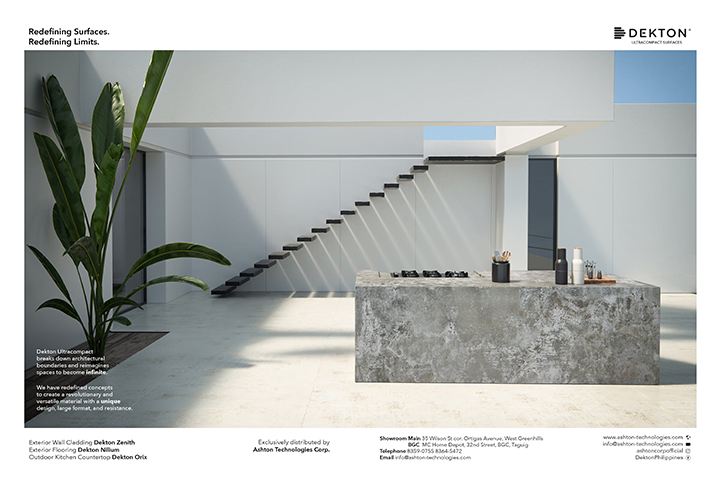 Redefining Surfaces.
Redefining Limits.
DEKTON®
ULTRACOMPACT SURFACES
Dekton Ultracompact
breaks down architectural
boundaries and reimagines
spaces to become infinite.
We have redefined concepts
to create a revolutionary and
versatile material with a unique
design, large format, and resistance.
Exterior Wall Cladding Dekton Zenith
Exterior Flooring Dekton Nilium
Outdoor Kitchen Countertop Dekton Orix
Exclusively distributed by
Ashton Technologies Corp.
Showroom Main 35 Wilson St cor. Ortigas Avenue, West Greenhills
BGC MC Home Depot, 32nd Street, BGC, Taguig
Telephone 8359-0755 8364-5472
Email info@ashton-technologies.com
www.ashton-technologies.com
info@ashton-technologies.com
ashtoncorpofficial
DektonPhilippines